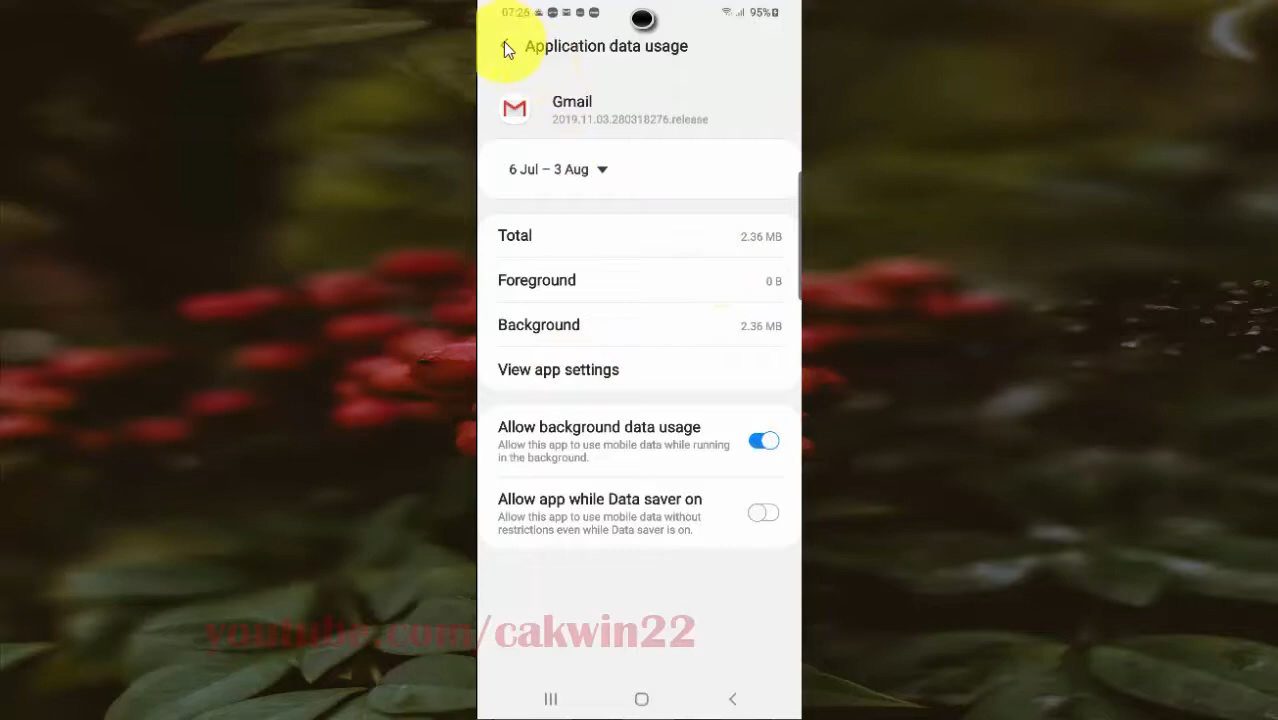 07:26 95%
Application data usage
Gmail
2019.11.03.280318276.release
6 Jul – 3 Aug
Total 2.36 MB
Foreground 0 B
Background 2.36 MB
View app settings
Allow background data usage
Allow this app to use mobile data while running
in the background.
Allow app while Data saver on
Allow this app to use mobile data without
restrictions even while Data saver is on.
youtube.com/cakwin22